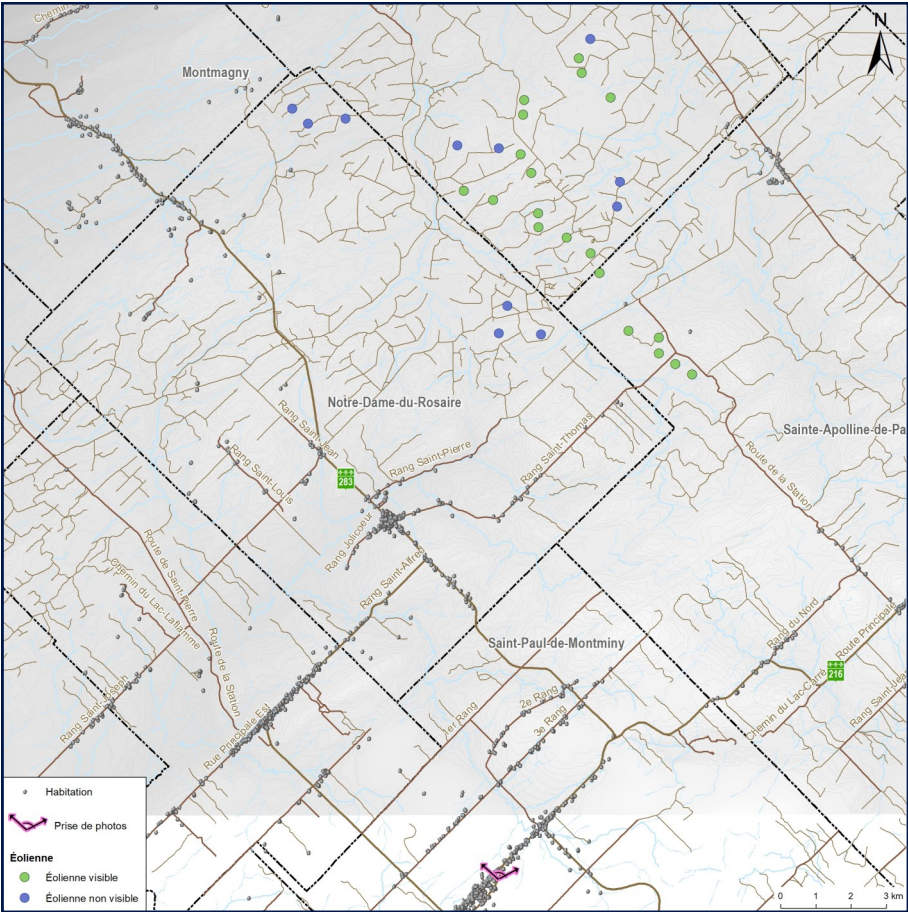 Chemin
N
Montmagny
Notre-Dame-du-Rosaire
Sainte-Apolline-de-Pa
Rang Saint-Jean
Rang Saint-Pierre
Rang Saint-Thomas
Rang Saint-Louis
283
Route de la Station
Rang Jolicoeur
Rang Saint-Alfred
Route de Saint-Pierre
Chemin du Lac-Laflamme
Saint-Paul-de-Montminy
Rang du Nord
Route Principale
216
Route de la Station
Rang Saint-Joseph
Rue Principale Est
1er Rang
2e Rang
3e Rang
Chemin du Lac-Carré
Rang Saint-Jea
Habitation
Prise de photos
Éolienne
Éolienne visible
Éolienne non visible
0 1 2 3 km